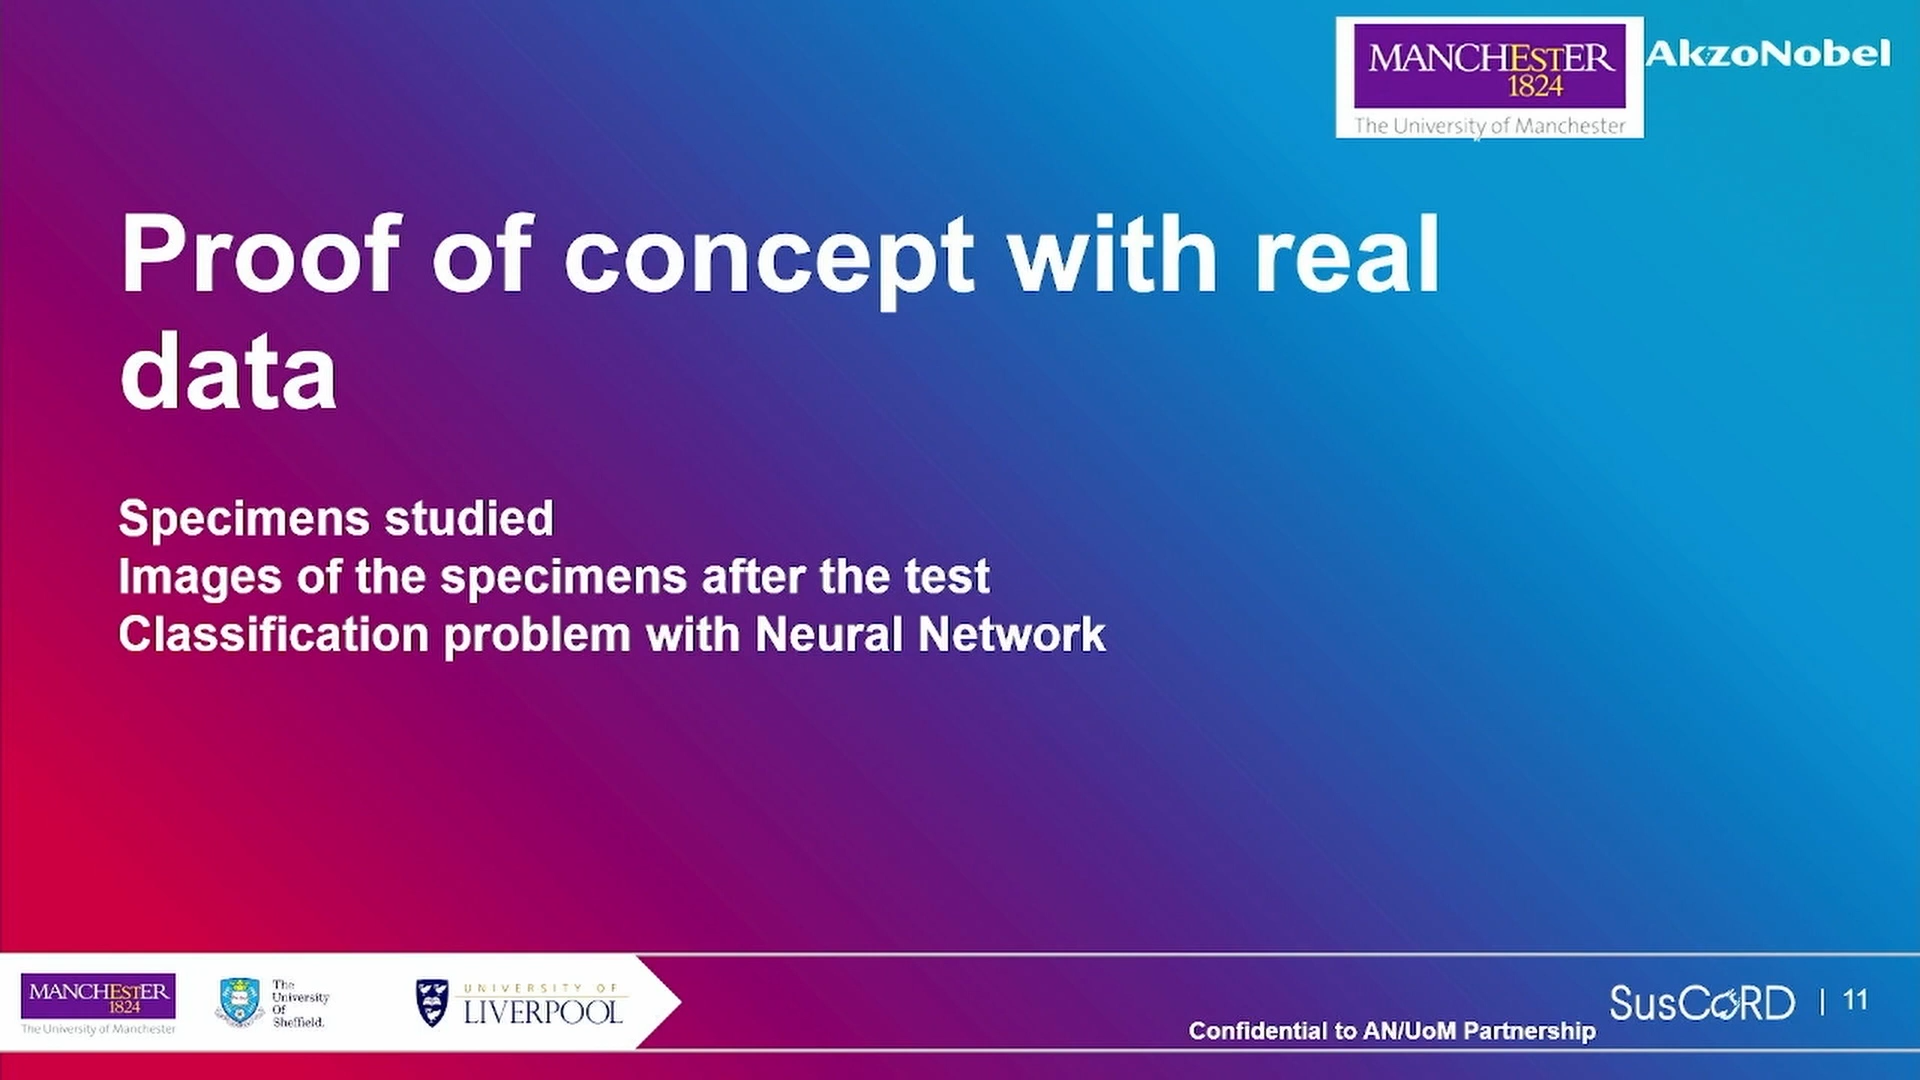 MANCHESTER
1824
The University of Manchester
AkzoNobel
Proof of concept with real
data
Specimens studied
Images of the specimens after the test
Classification problem with Neural Network
MANCHESTER
1824
The University of Manchester
The
University
Of
Sheffield.
UNIVERSITY OF
LIVERPOOL
Confidential to AN/UoM Partnership
SusCoRD | 11